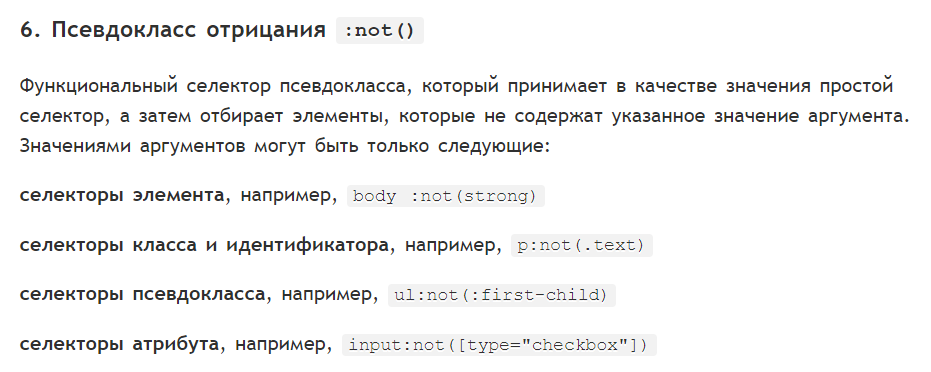 6. Псевдокласс отрицания :not()
Функциональный селектор псевдокласса, который принимает в качестве значения простой
селектор, а затем отбирает элементы, которые не содержат указанное значение аргумента.
Значениями аргументов могут быть только следующие:
селекторы элемента, например, body :not(strong)
селекторы класса и идентификатора, например, p:not(.text)
селекторы псевдокласса, например, ul:not(:first-child)
селекторы атрибута, например, input:not([type="checkbox"])